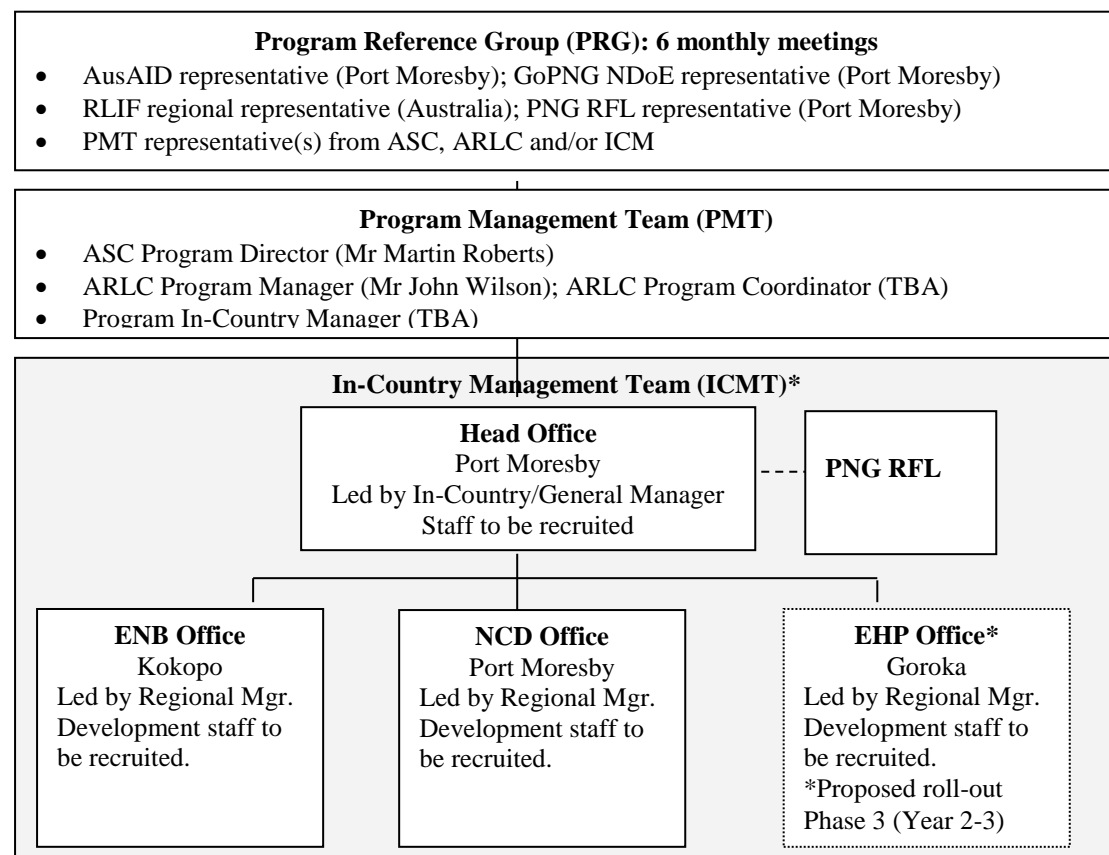 Program Reference Group (PRG): 6 monthly meetings
• AusAID representative (Port Moresby); GoPNG NDoE representative (Port Moresby)
• RLIF regional representative (Australia); PNG RFL representative (Port Moresby)
• PMT representative(s) from ASC, ARLC and/or ICM
Program Management Team (PMT)
• ASC Program Director (Mr Martin Roberts)
• ARLC Program Manager (Mr John Wilson); ARLC Program Coordinator (TBA)
• Program In-Country Manager (TBA)
In-Country Management Team (ICMT)*
Head Office
Port Moresby
Led by In-Country/General Manager
Staff to be recruited
PNG RFL
ENB Office
Kokopo
Led by Regional Mgr.
Development staff to
be recruited.
NCD Office
Port Moresby
Led by Regional Mgr.
Development staff to
be recruited.
EHP Office*
Goroka
Led by Regional Mgr.
Development staff to
be recruited.
*Proposed roll-out
Phase 3 (Year 2-3)